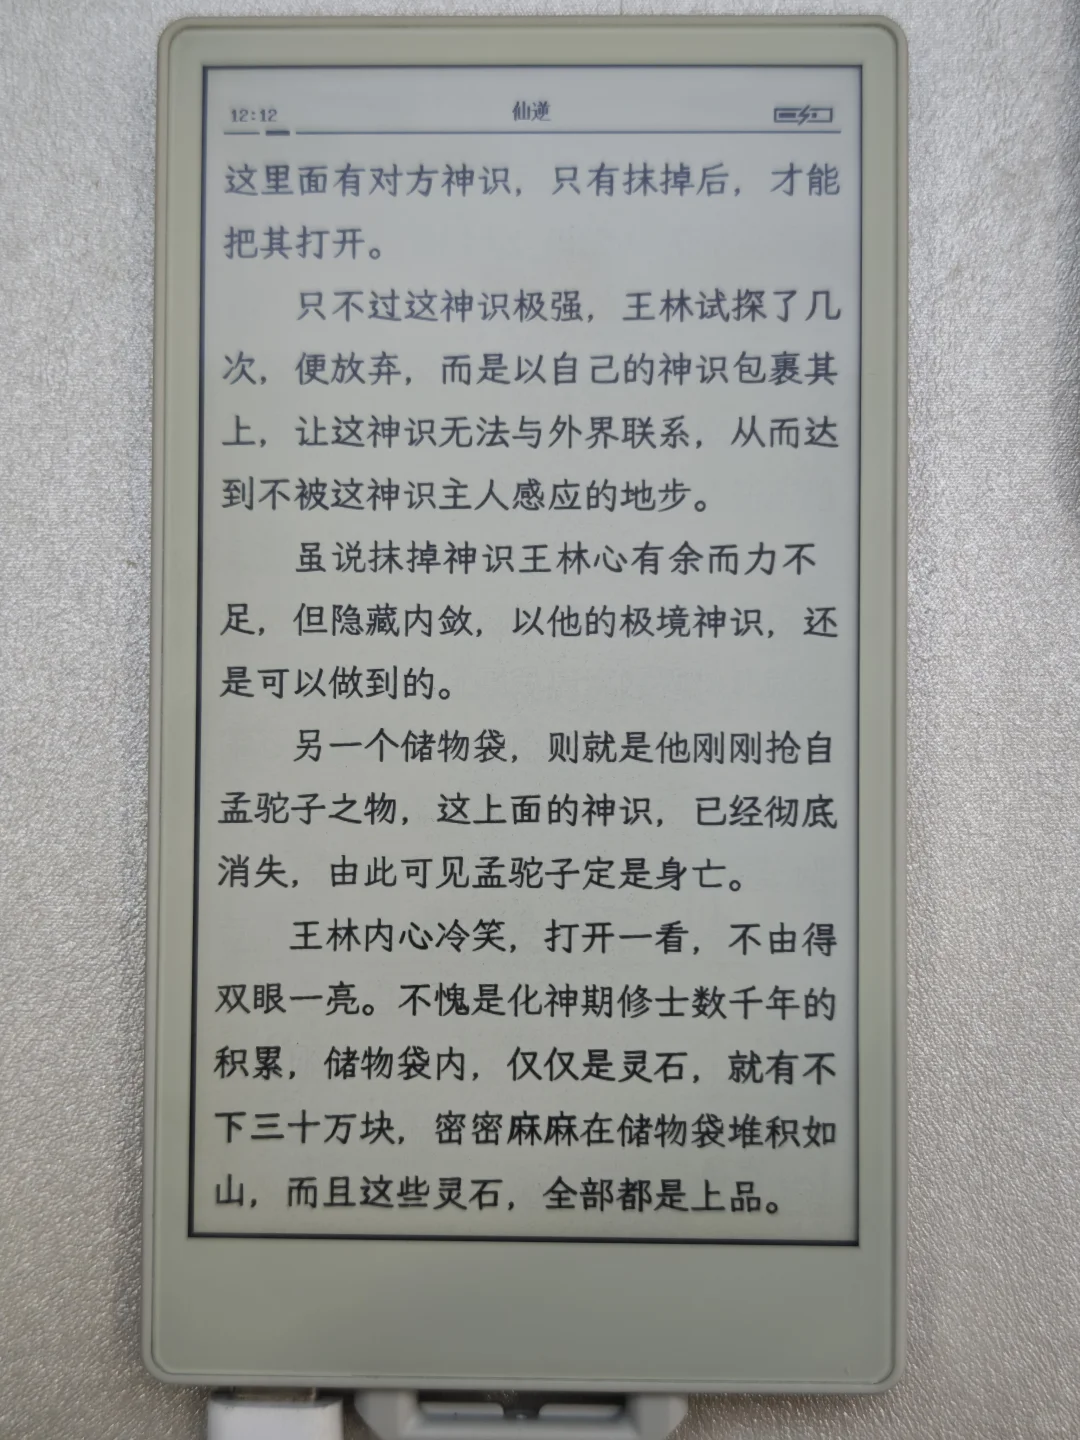 12:12 仙逆
这里面有对方神识，只有抹掉后，才能
把其打开。
只不过这神识极强，王林试探了几
次，便放弃，而是以自己的神识包裹其
上，让这神识无法与外界联系，从而达
到不被这神识主人感应的地步。
虽说抹掉神识王林心有余而力不
足，但隐藏内敛，以他的极境神识，还
是可以做到的。
另一个储物袋，则就是他刚刚抢自
孟驼子之物，这上面的神识，已经彻底
消失，由此可见孟驼子定是身亡。
王林内心冷笑，打开一看，不由得
双眼一亮。不愧是化神期修士数千年的
积累，储物袋内，仅仅是灵石，就有不
下三十万块，密密麻麻在储物袋堆积如
山，而且这些灵石，全部都是上品。